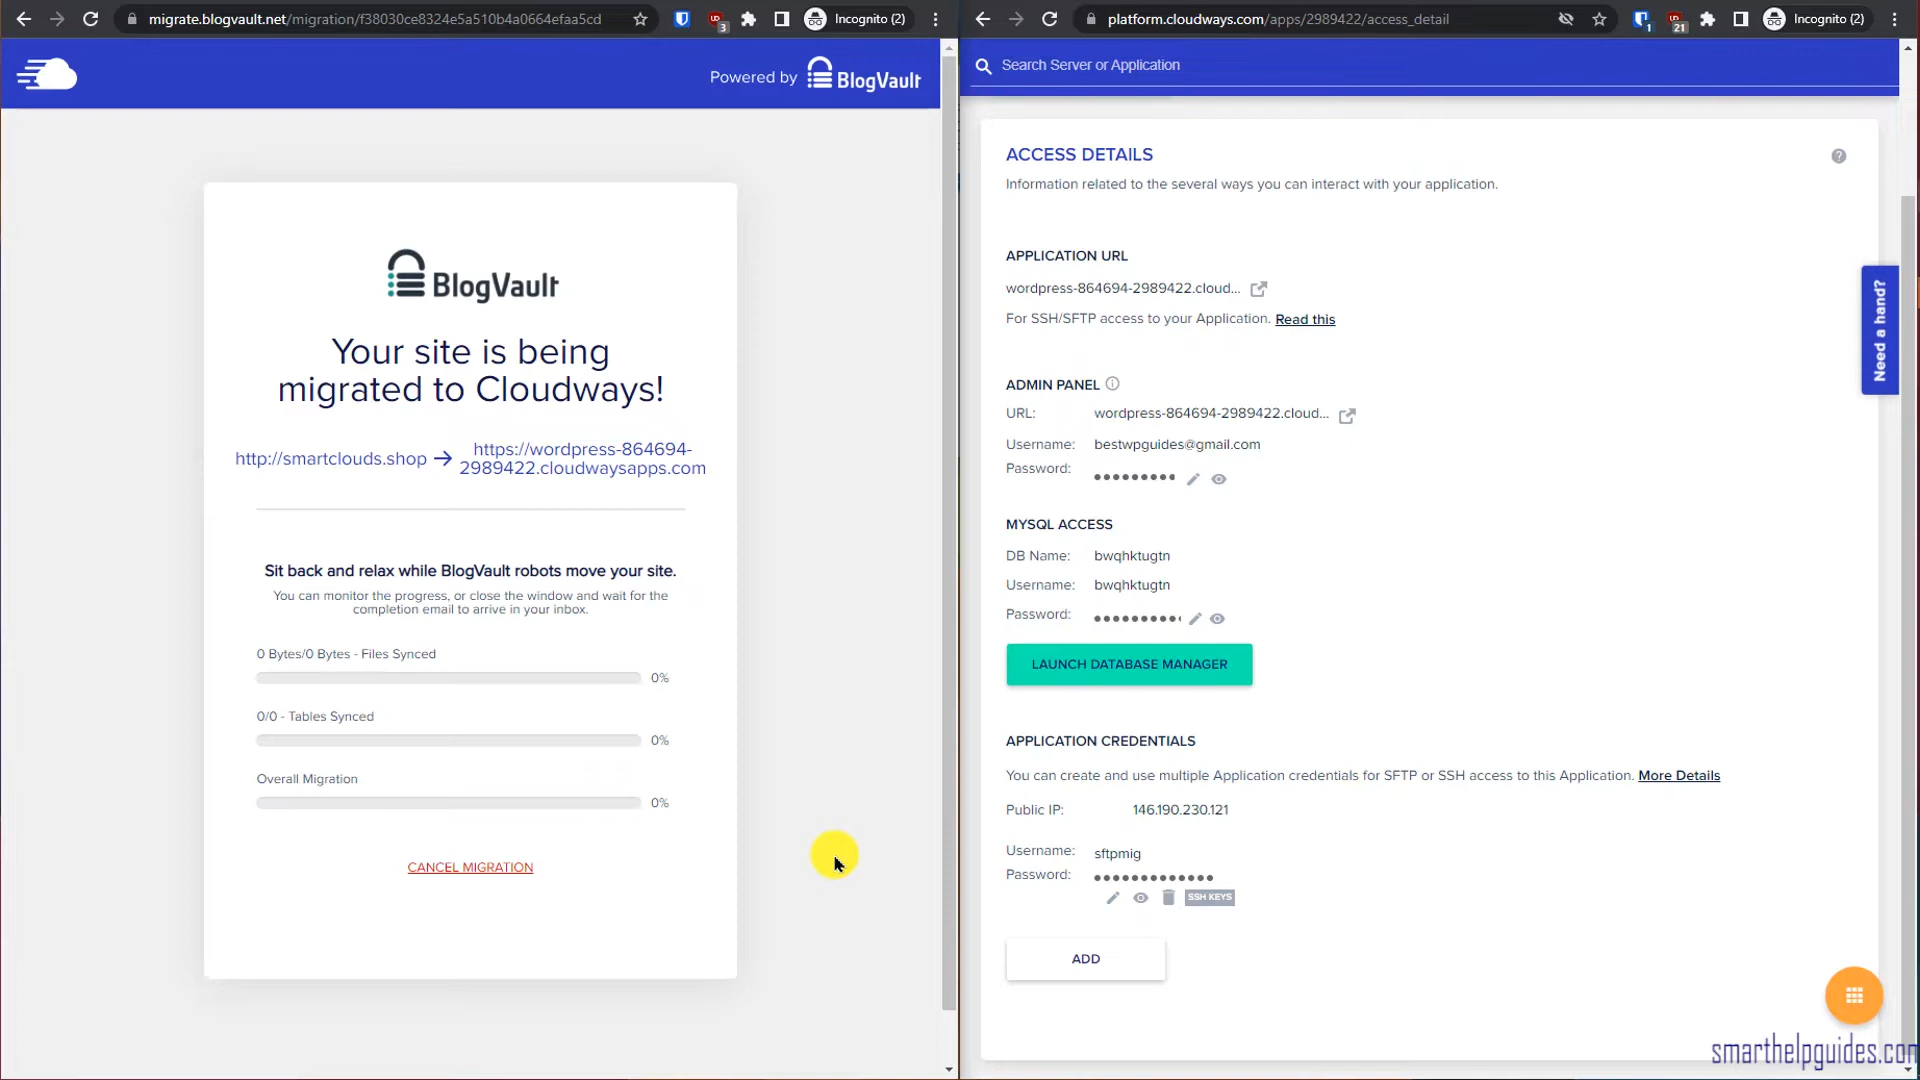 migrate.blogvault.net/migration/f38030ce8324e5a510b4a0664efaa5cd
3
Incognito (2)
Powered by
BlogVault
BlogVault
Your site is being
migrated to Cloudways!
http://smartclouds.shop
https://wordpress-864694-
2989422.cloudwaysapps.com
Sit back and relax while BlogVault robots move your site.
You can monitor the progress, or close the window and wait for the
completion email to arrive in your inbox.
0 Bytes/0 Bytes - Files Synced
0%
0/0 - Tables Synced
0%
Overall Migration
0%
CANCEL MIGRATION
platform.cloudways.com/apps/2989422/access_detail
1
21
Incognito (2)
Search Server or Application
ACCESS DETAILS
Information related to the several ways you can interact with your application.
APPLICATION URL
wordpress-864694-2989422.cloud...
For SSH/SFTP access to your Application. Read this
ADMIN PANEL
URL: wordpress-864694-2989422.cloud...
Username: bestwpguides@gmail.com
Password: •••••••••
MYSQL ACCESS
DB Name: bwqhktugtn
Username: bwqhktugtn
Password: ••••••••••
LAUNCH DATABASE MANAGER
APPLICATION CREDENTIALS
You can create and use multiple Application credentials for SFTP or SSH access to this Application. More Details
Public IP: 146.190.230.121
Username: sftpmig
Password: •••••••••••••
SSH KEYS
ADD
Need a hand?
smarthelpguides.com